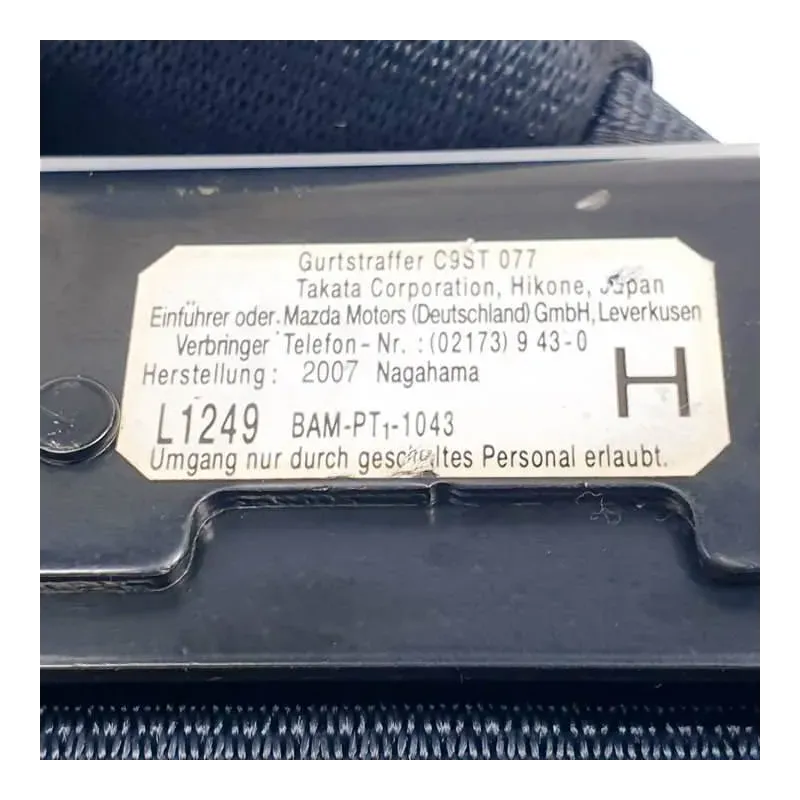 Gurtstraffer C9ST 077
Takata Corporation, Hikone, Japan
Einführer oder Mazda Motors (Deutschland) GmbH, Leverkusen
Verbringer Telefon-Nr. : (02173) 9 43-0
Herstellung : 2007 Nagahama
H
L1249 BAM-PT1-1043
Umgang nur durch geschultes Personal erlaubt.